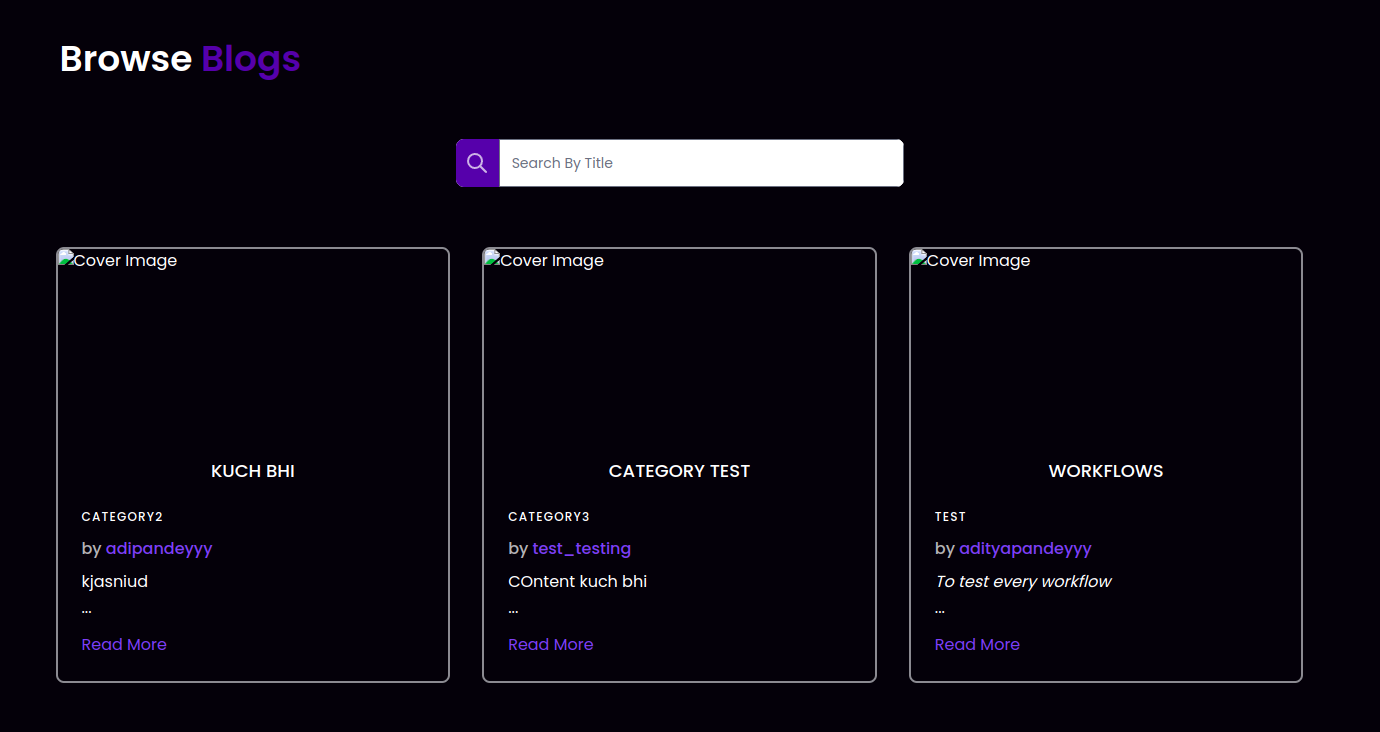 Browse Blogs
Search By Title
Cover Image
KUCH BHI
CATEGORY2
by adipandeyyy
kjasniud
...
Read More
Cover Image
CATEGORY TEST
CATEGORY3
by test_testing
COntent kuch bhi
...
Read More
Cover Image
WORKFLOWS
TEST
by adityapandeyyy
To test every workflow
...
Read More